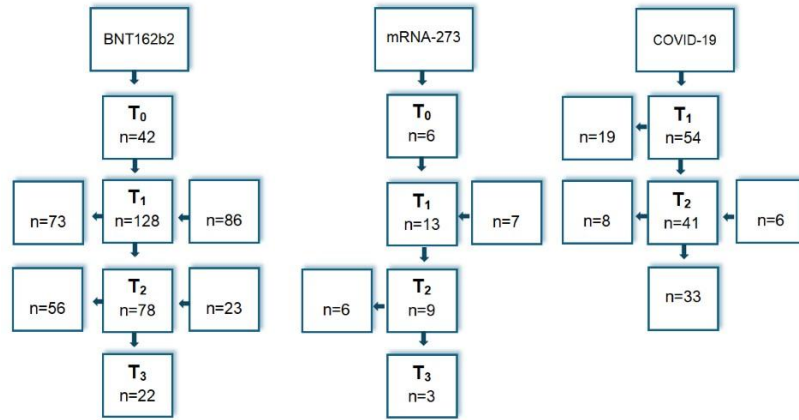 BNT162b2
mRNA-273
COVID-19
T₀
n=42
T₀
n=6
n=19
T₁
n=54
n=73
T₁
n=128
n=86
T₁
n=13
n=7
n=8
T₂
n=41
n=6
n=56
T₂
n=78
n=23
n=6
T₂
n=9
n=33
T₃
n=22
T₃
n=3